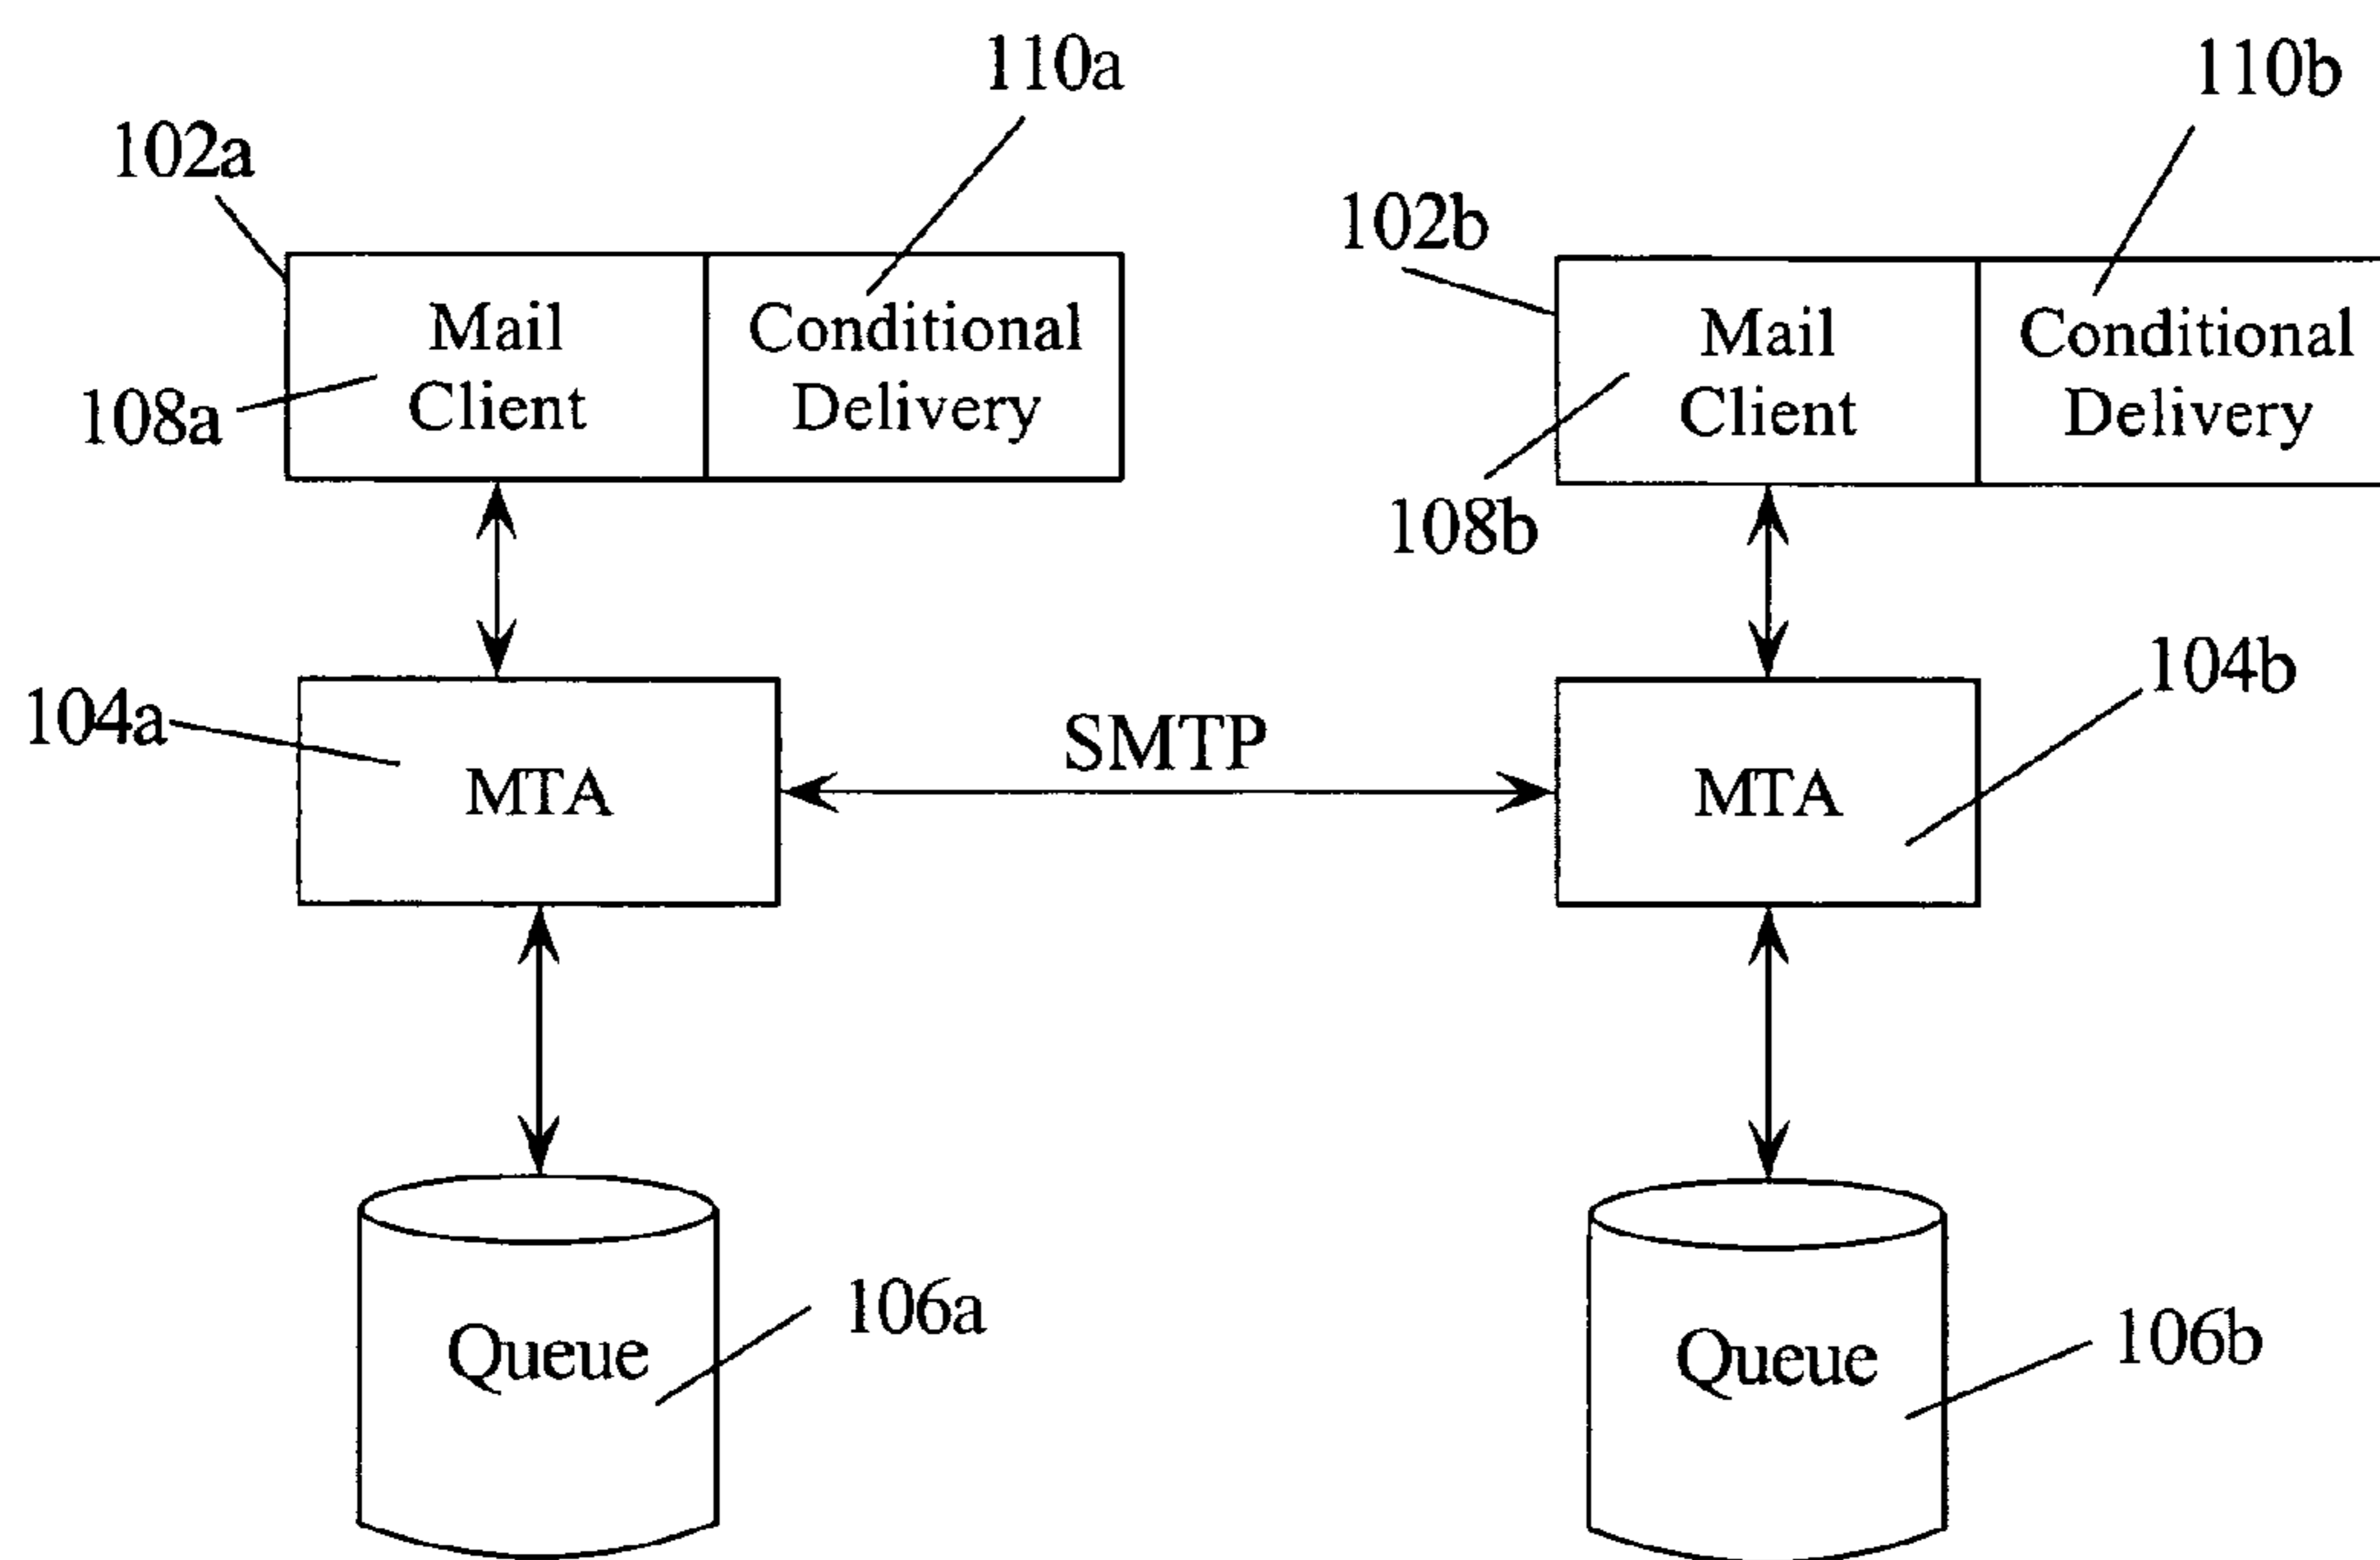 110a
110b
102a
102b
Mail
Client
Conditional
Delivery
Mail
Client
Conditional
Delivery
108a
108b
104a
104b
MTA
SMTP
MTA
106a
106b
Queue
Queue